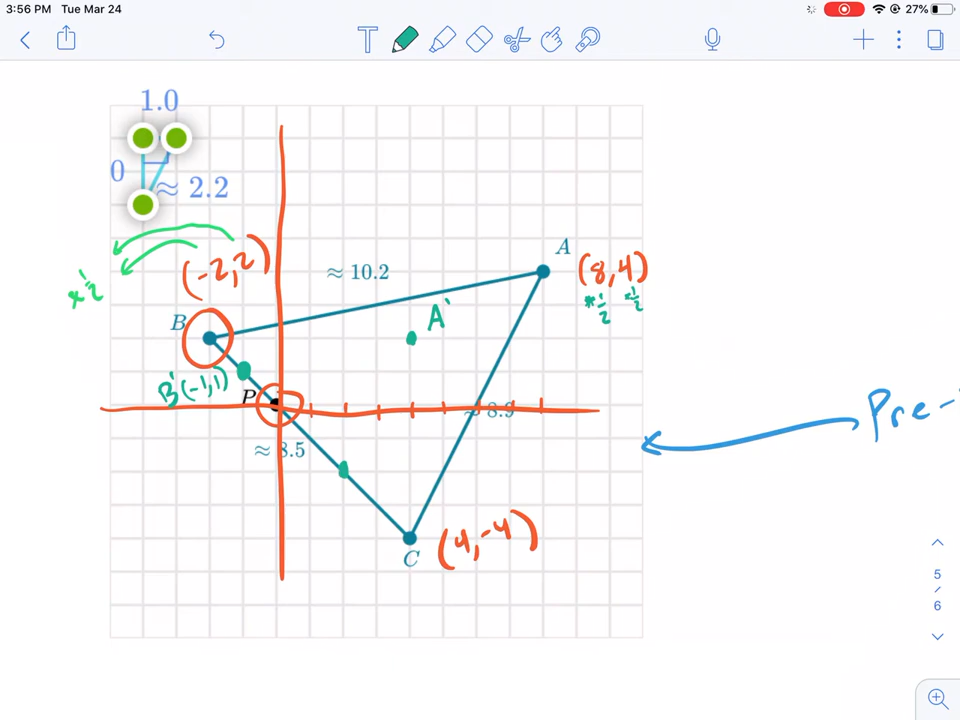 3:56 PM Tue Mar 24
27%
T
1.0
0
≈ 2.2
×½
(-2,2)
≈ 10.2
A
(8,4)
*½ ×½
B
A'
B'(-1,1)
P
≈ 8.9
≈ 8.5
Pre-
(4,-4)
C
5
/
6